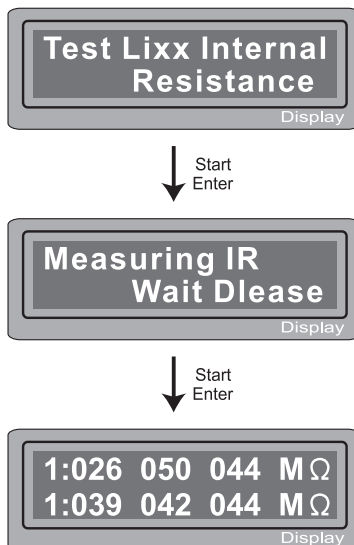 Test Lixx Internal
Resistance
Display
Start
Enter
Measuring IR
Wait Dlease
Display
Start
Enter
1:026 050 044 MΩ
1:039 042 044 MΩ
Display